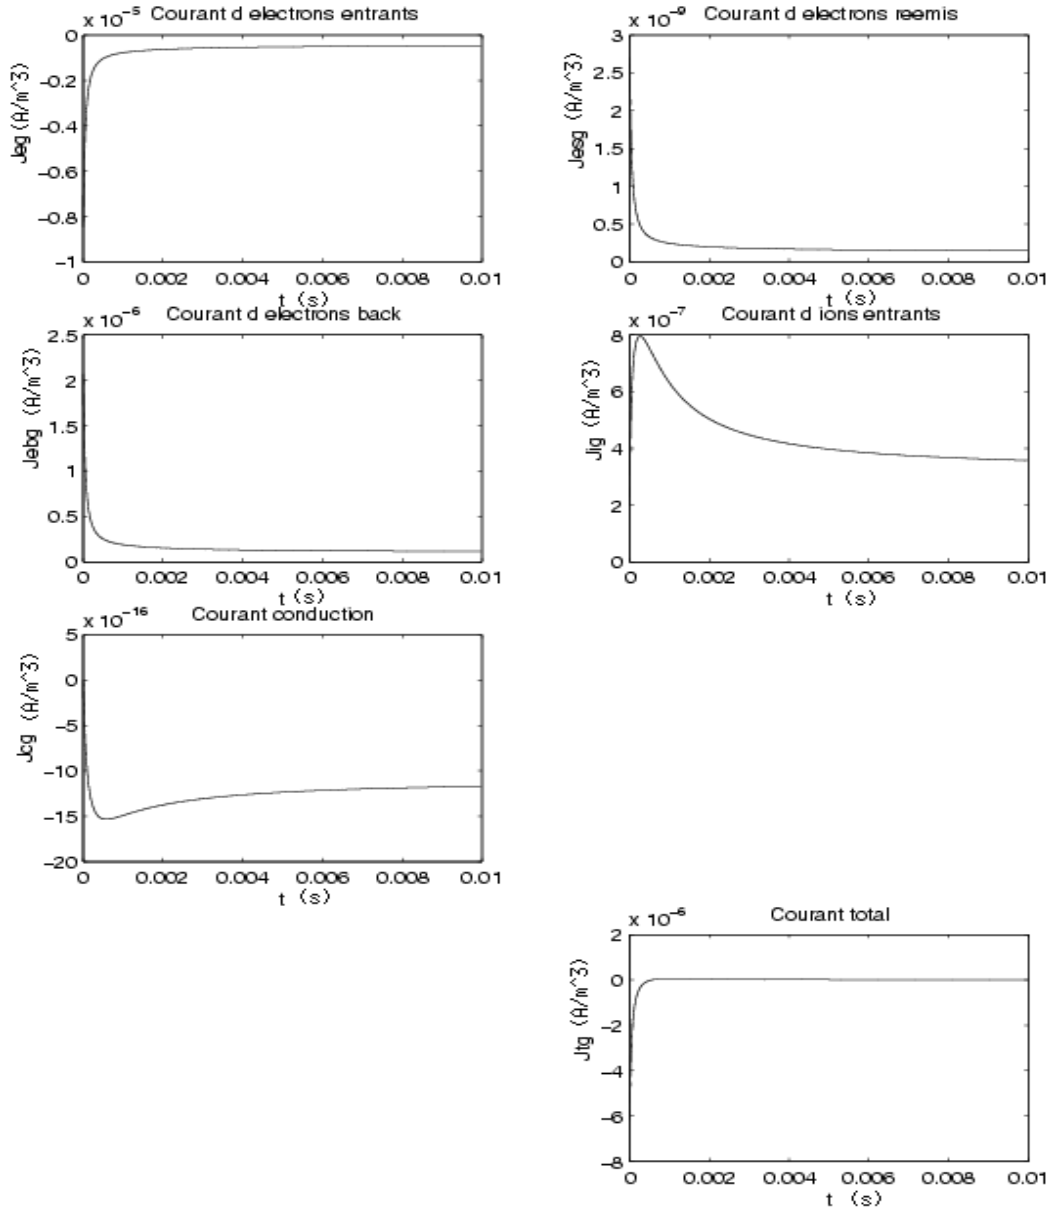 x 10^-5 Courant d electrons entrants
0
-0.2
-0.4
-0.6
-0.8
-1
Jeg (A/m^3)
0 0.002 0.004 0.006 0.008 0.01
t (s)
x 10^-9 Courant d electrons reemis
3
2.5
2
1.5
1
0.5
0
Jesg (A/m^3)
0 0.002 0.004 0.006 0.008 0.01
t (s)
x 10^-6 Courant d electrons back
2.5
2
1.5
1
0.5
0
Jebg (A/m^3)
0 0.002 0.004 0.006 0.008 0.01
t (s)
x 10^-7 Courant d ions entrants
8
6
4
2
0
Jig (A/m^3)
0 0.002 0.004 0.006 0.008 0.01
t (s)
x 10^-16 Courant conduction
5
0
-5
-10
-15
-20
Jcg (A/m^3)
0 0.002 0.004 0.006 0.008 0.01
t (s)
x 10^-6 Courant total
2
0
-2
-4
-6
-8
Jtg (A/m^3)
0 0.002 0.004 0.006 0.008 0.01
t (s)